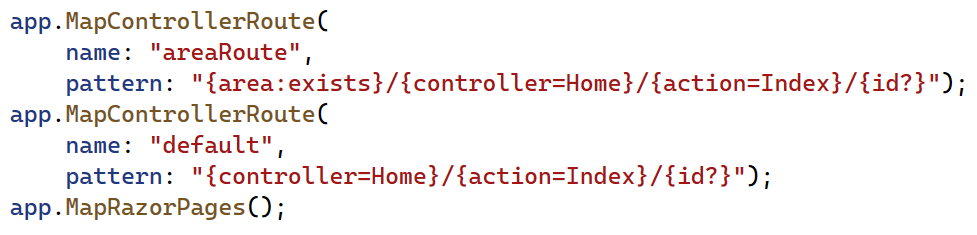 app.MapControllerRoute(
    name: "areaRoute",
    pattern: "{area:exists}/{controller=Home}/{action=Index}/{id?}");
app.MapControllerRoute(
    name: "default",
    pattern: "{controller=Home}/{action=Index}/{id?}");
app.MapRazorPages();